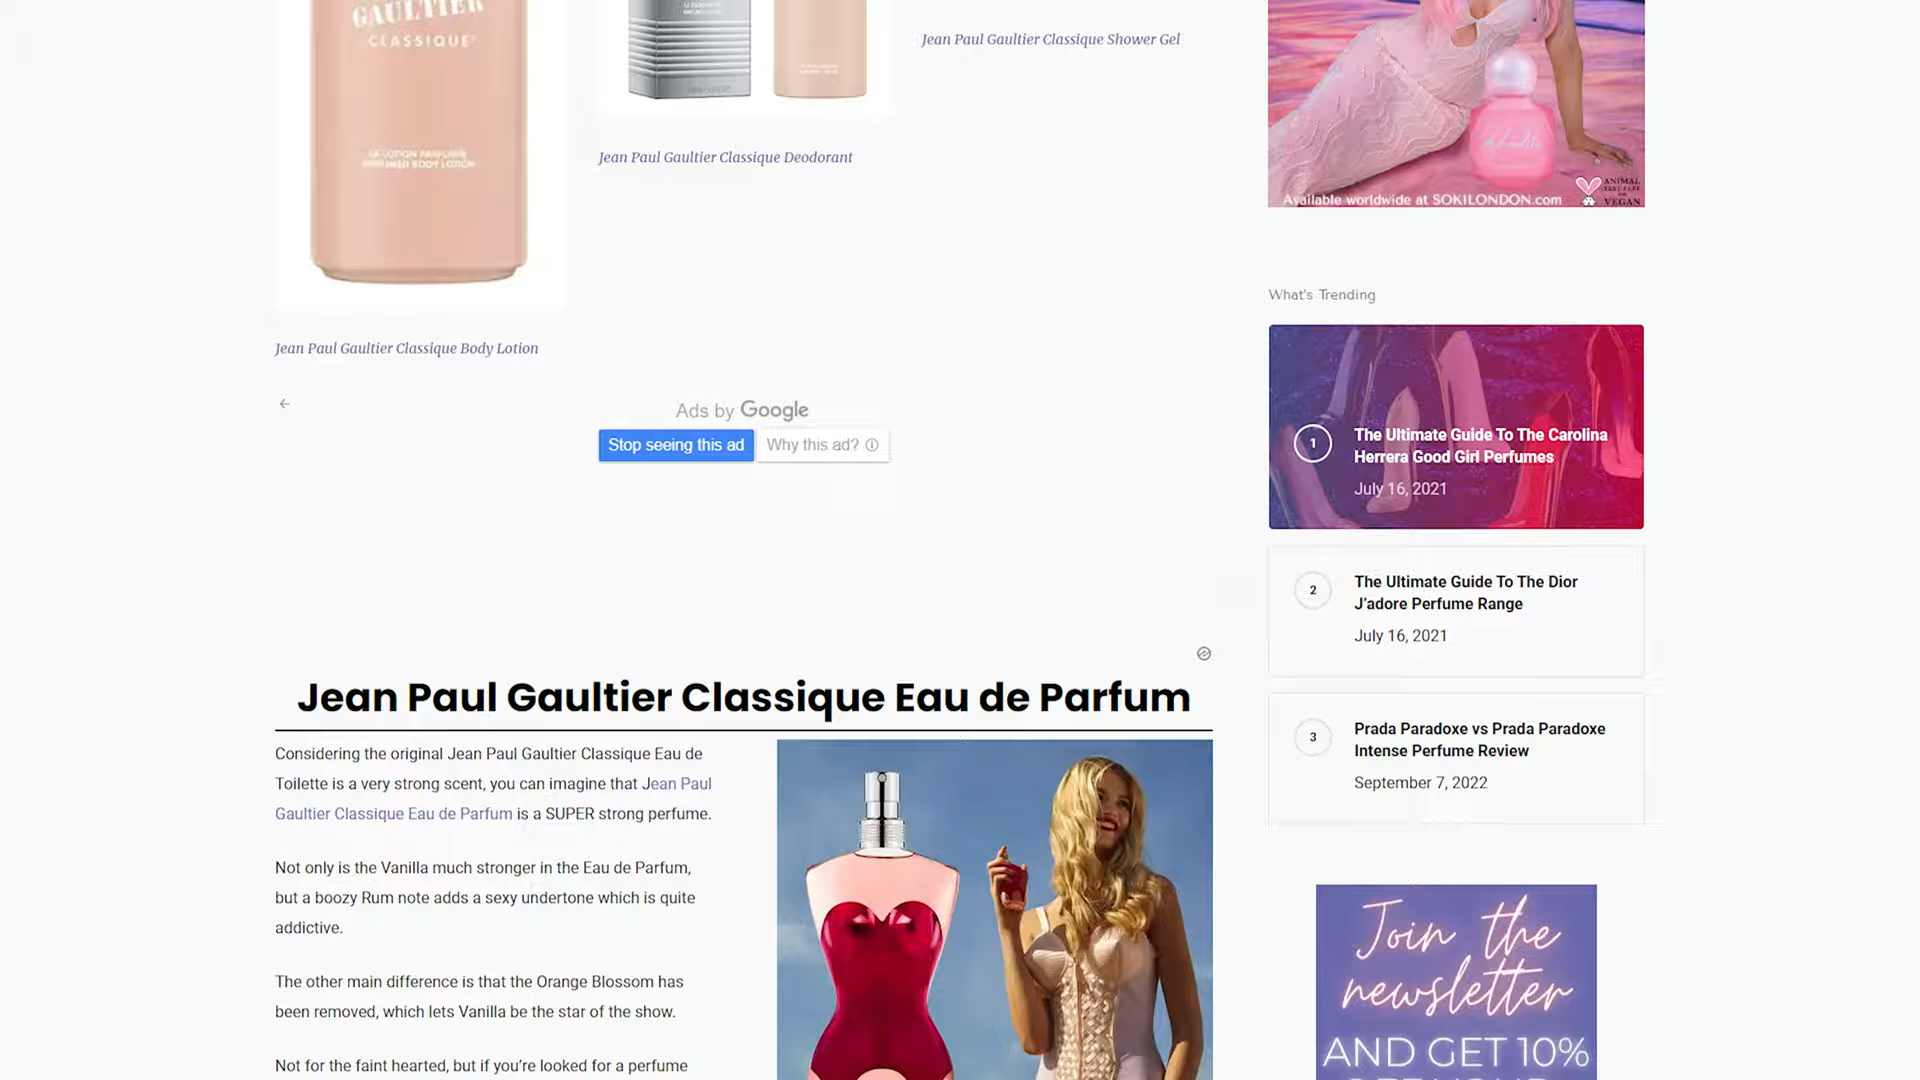 GAULTIER
CLASSIQUE
LA LOTION PARFUMÉE
PERFUMED BODY LOTION
Jean Paul Gaultier Classique Body Lotion
Jean Paul Gaultier Classique Deodorant
Jean Paul Gaultier Classique Shower Gel
Ads by Google
Stop seeing this ad
Why this ad?
Jean Paul Gaultier Classique Eau de Parfum
Considering the original Jean Paul Gaultier Classique Eau de
Toilette is a very strong scent, you can imagine that Jean Paul
Gaultier Classique Eau de Parfum is a SUPER strong perfume.
Not only is the Vanilla much stronger in the Eau de Parfum,
but a boozy Rum note adds a sexy undertone which is quite
addictive.
The other main difference is that the Orange Blossom has
been removed, which lets Vanilla be the star of the show.
Not for the faint hearted, but if you're looked for a perfume
Available worldwide at SOKILONDON.com
ANIMAL
VEGAN
What's Trending
1
The Ultimate Guide To The Carolina
Herrera Good Girl Perfumes
July 16, 2021
2
The Ultimate Guide To The Dior
J'adore Perfume Range
July 16, 2021
3
Prada Paradoxe vs Prada Paradoxe
Intense Perfume Review
September 7, 2022
Join the
newsletter
AND GET 10%